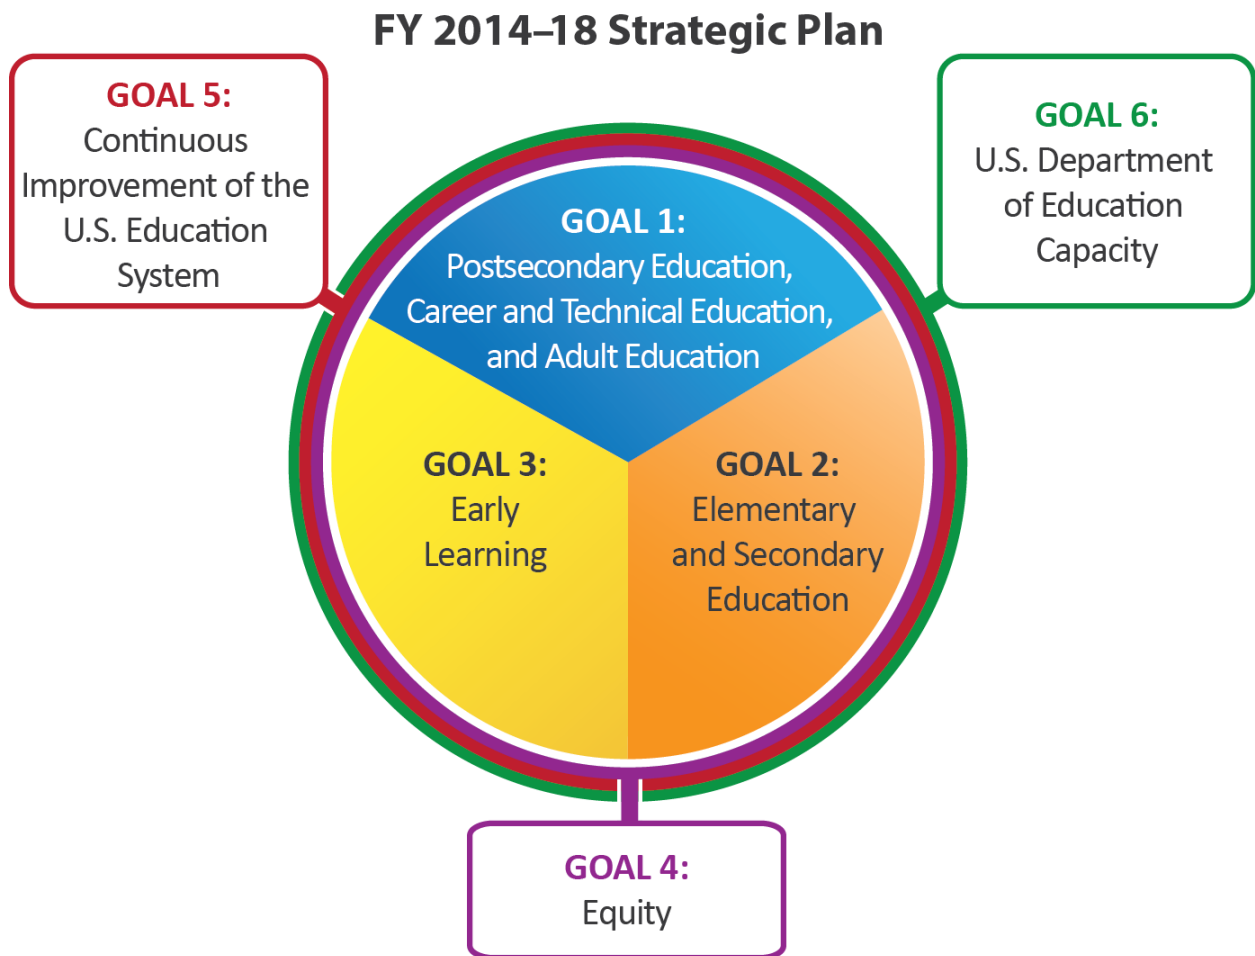 FY 2014–18 Strategic Plan
GOAL 5:
Continuous
Improvement of the
U.S. Education
System
GOAL 6:
U.S. Department
of Education
Capacity
GOAL 1:
Postsecondary Education,
Career and Technical Education,
and Adult Education
GOAL 3:
Early
Learning
GOAL 2:
Elementary
and Secondary
Education
GOAL 4:
Equity